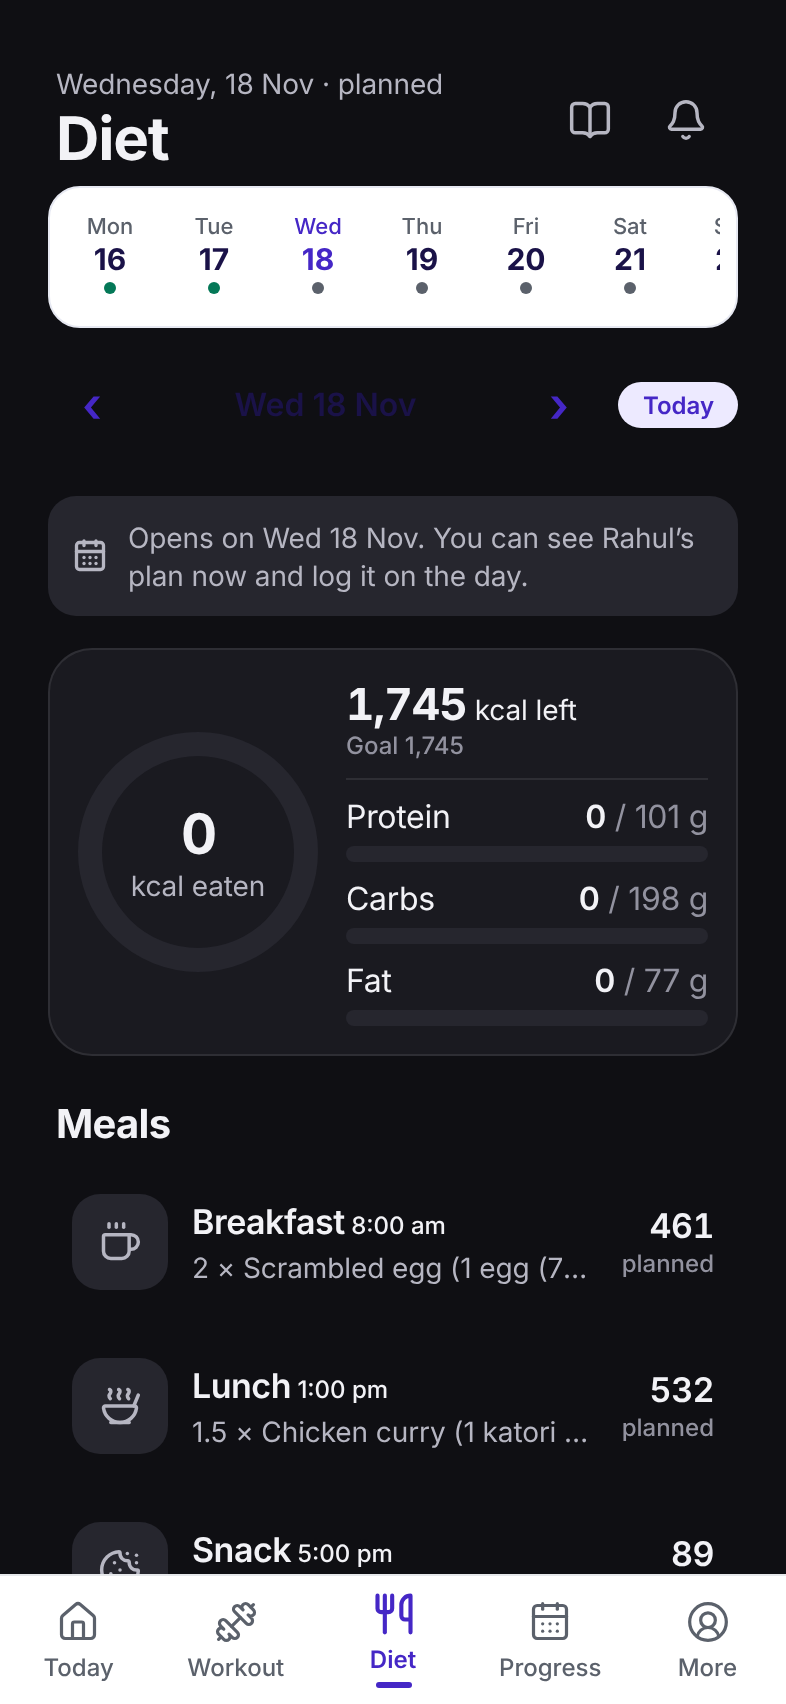 Wednesday, 18 Nov · planned
Diet
Mon Tue Wed Thu Fri Sat
16 17 18 19 20 21
‹ Wed 18 Nov › Today
Opens on Wed 18 Nov. You can see Rahul’s
plan now and log it on the day.
1,745 kcal left
Goal 1,745
0
kcal eaten
Protein 0 / 101 g
Carbs 0 / 198 g
Fat 0 / 77 g
Meals
Breakfast 8:00 am 461
2 × Scrambled egg (1 egg (7... planned
Lunch 1:00 pm 532
1.5 × Chicken curry (1 katori ... planned
Snack 5:00 pm 89
Today Workout Diet Progress More